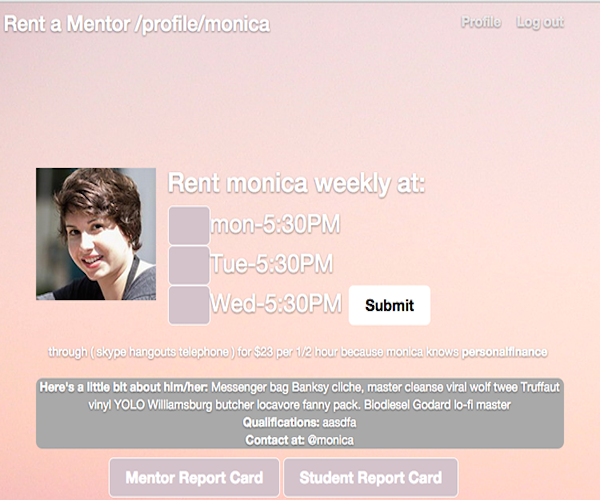 Rent a Mentor /profile/monica Profile Log out
Rent monica weekly at:
mon-5:30PM
Tue-5:30PM
Wed-5:30PM Submit
through ( skype hangouts telephone ) for $23 per 1/2 hour because monica knows personalfinance
Here's a little bit about him/her: Messenger bag Banksy cliche, master cleanse viral wolf twee Truffaut
vinyl YOLO Williamsburg butcher locavore fanny pack. Biodiesel Godard lo-fi master
Qualifications: aasdfa
Contact at: @monica
Mentor Report Card Student Report Card